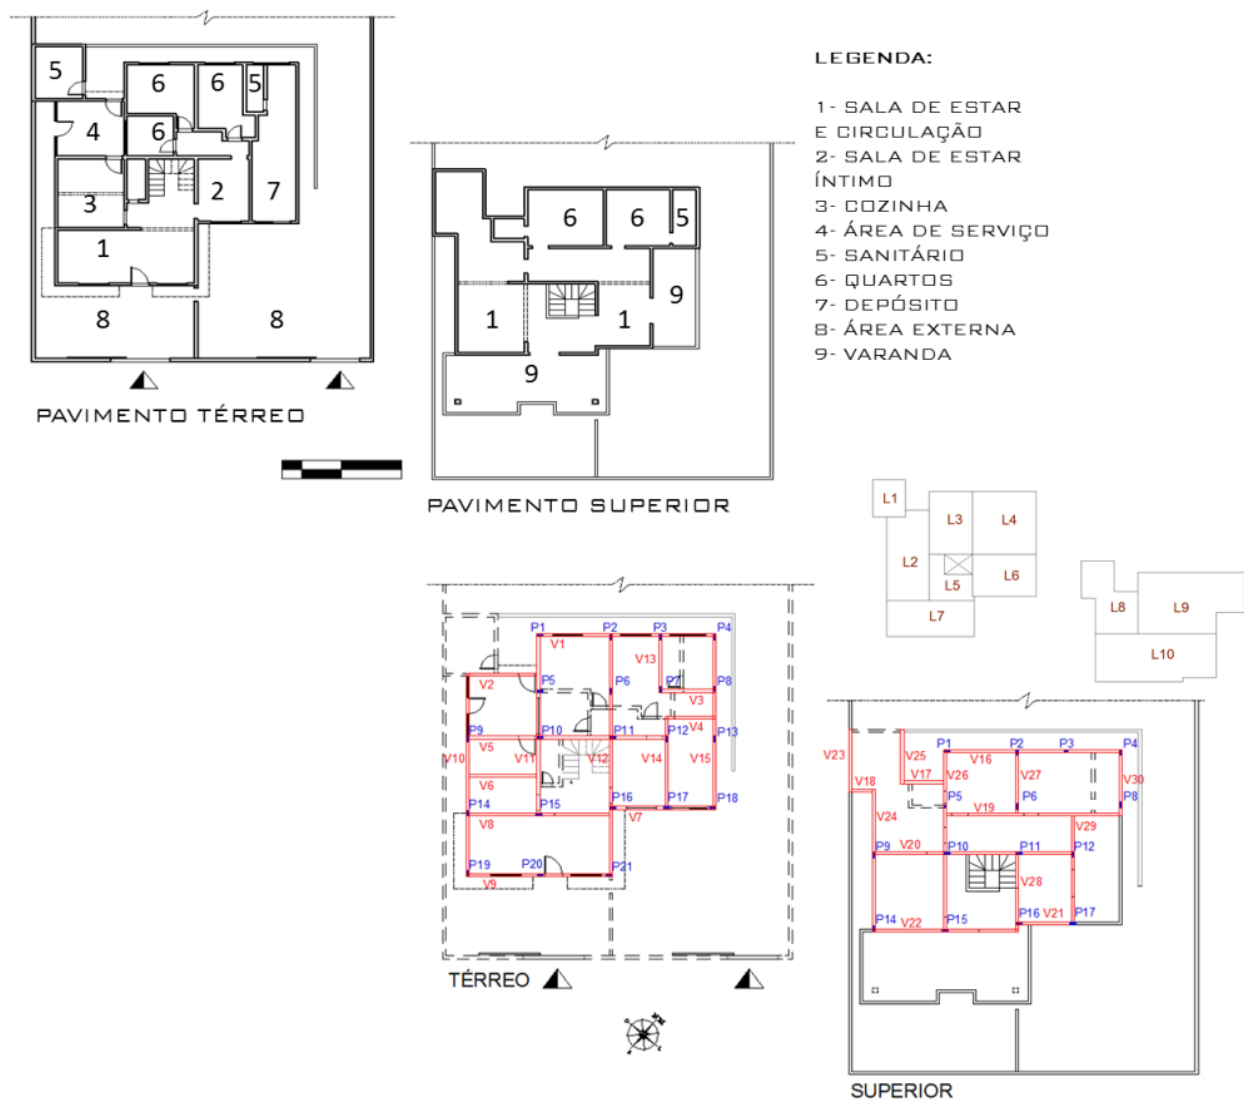 5
6
6
5
4
6
2
7
3
1
8
8
PAVIMENTO TÉRREO
6
6
5
1
1
9
9
PAVIMENTO SUPERIOR
LEGENDA:
1- SALA DE ESTAR
E CIRCULAÇÃO
2- SALA DE ESTAR
ÍNTIMO
3- COZINHA
4- ÁREA DE SERVIÇO
5- SANITÁRIO
6- QUARTOS
7- DEPÓSITO
8- ÁREA EXTERNA
9- VARANDA
L1
L3
L4
L2
L5
L6
L7
L8
L9
L10
P1
P2
P3
P4
V1
V13
V2
P5
P6
P7
P8
V3
V4
P9
P10
P11
P12
P13
V10
V5
V11
V12
V14
V15
V6
P14
P15
P16
P17
P18
V7
V8
P19
P20
P21
V9
TÉRREO
V23
V25
P1
P2
P3
P4
V16
V18
V17
V26
V27
V30
P5
P6
P8
V24
V19
V29
P9
V20
P10
P11
P12
V28
P14
P15
P16
V21
P17
V22
SUPERIOR